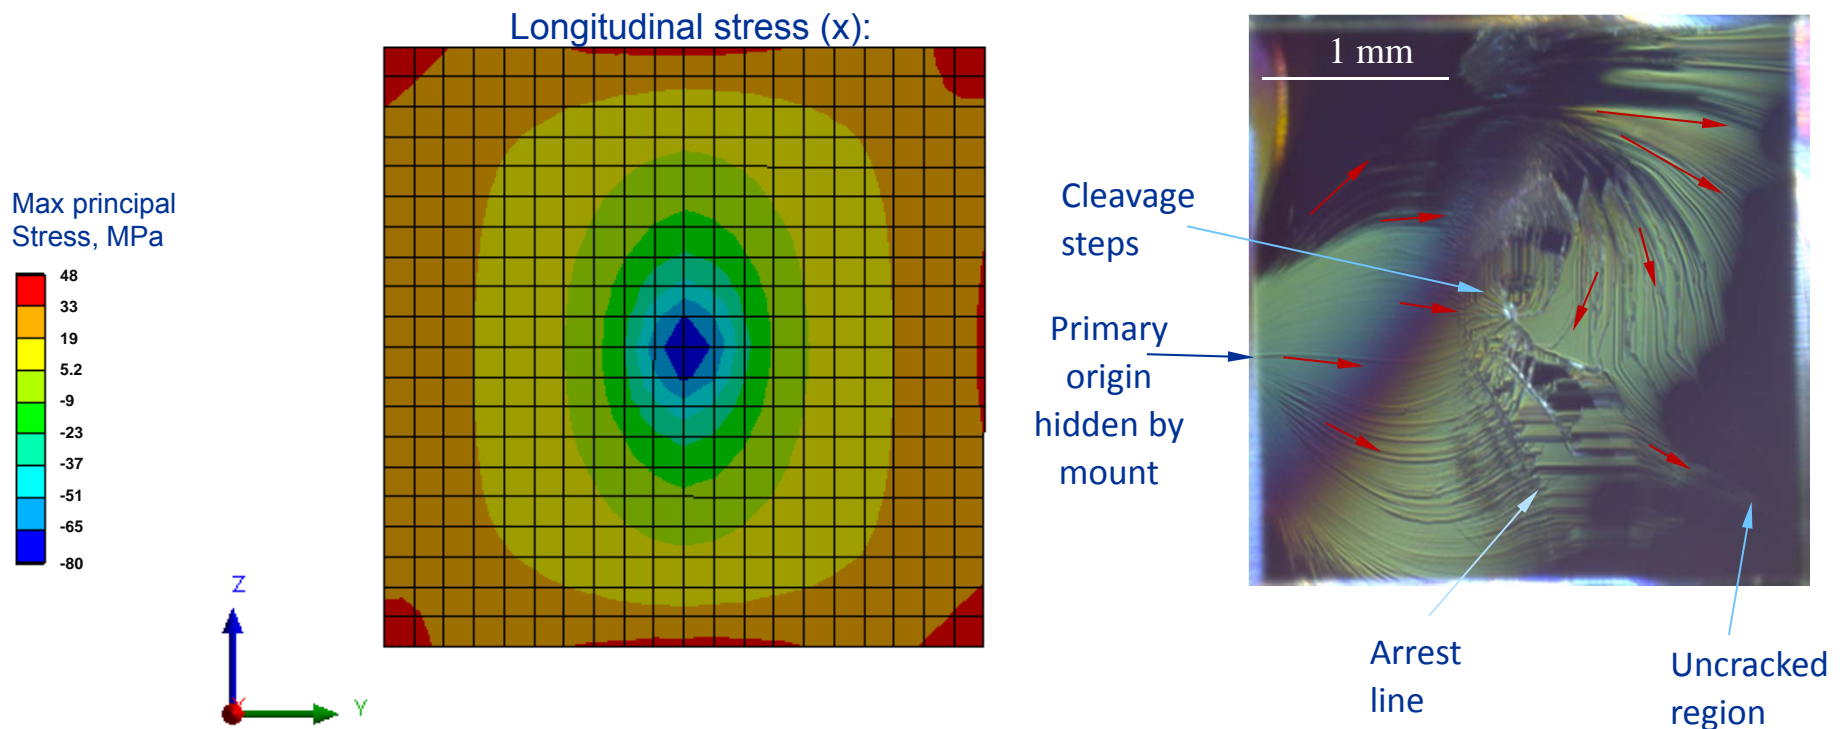 Longitudinal stress (x):
Max principal
Stress, MPa
48
33
19
5.2
-9
-23
-37
-51
-65
-80
Z
Y
1 mm
Cleavage
steps
Primary
origin
hidden by
mount
Arrest
line
Uncracked
region